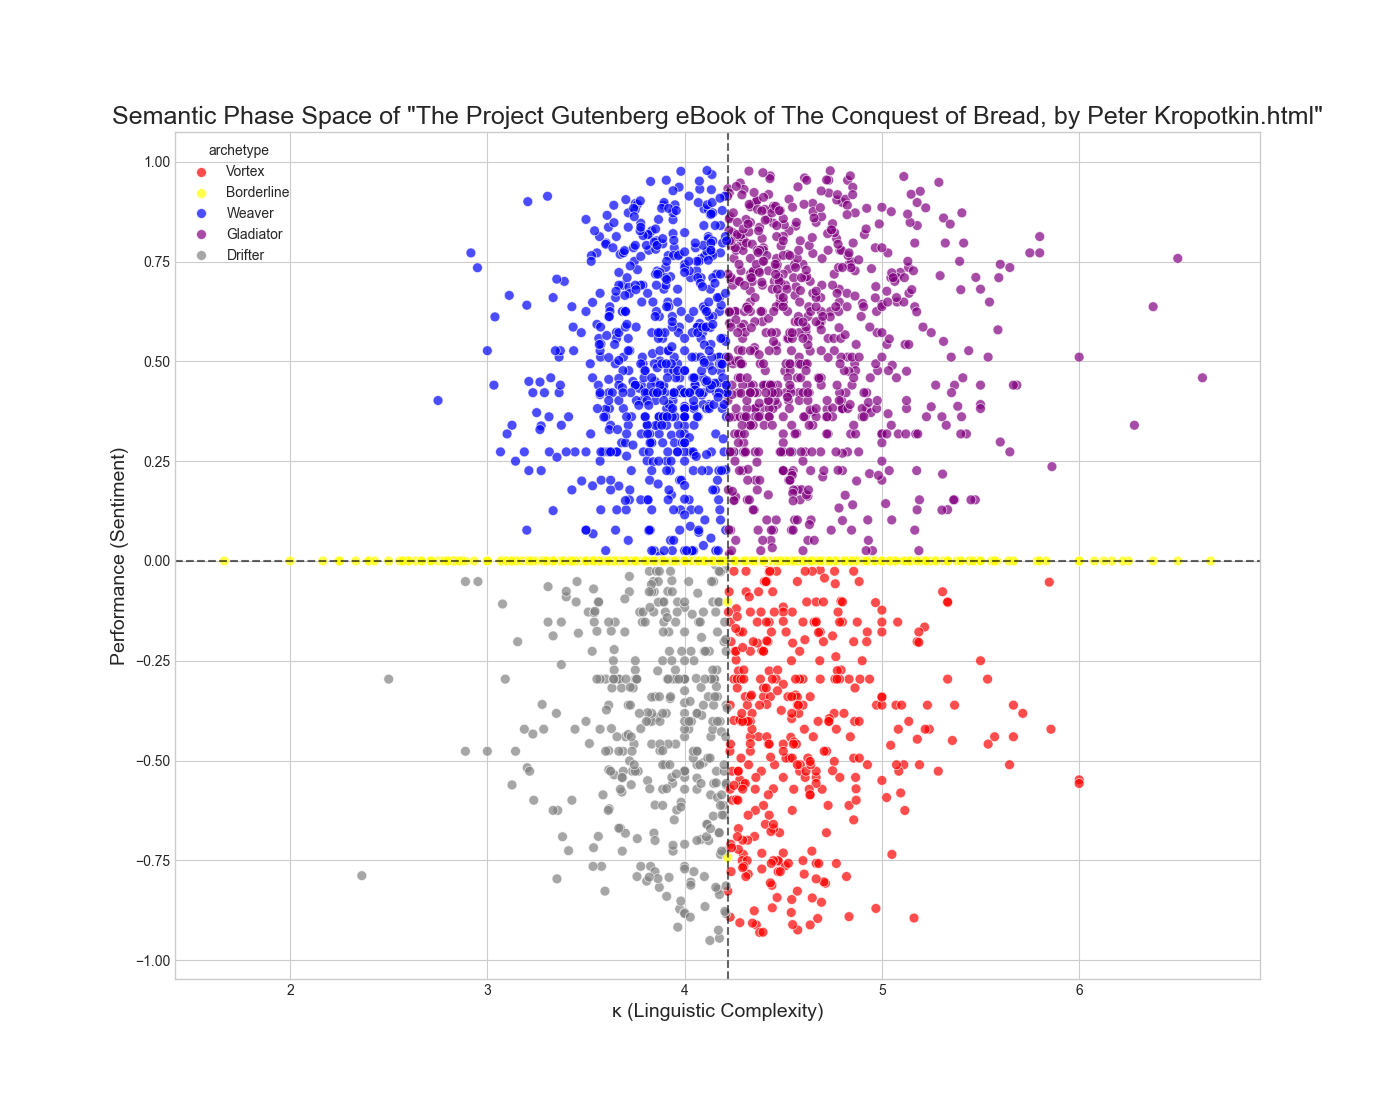 Semantic Phase Space of "The Project Gutenberg eBook of The Conquest of Bread, by Peter Kropotkin.html"
archetype
Vortex
Borderline
Weaver
Gladiator
Drifter
1.00
0.75
0.50
0.25
0.00
−0.25
−0.50
−0.75
−1.00
Performance (Sentiment)
2 3 4 5 6
κ (Linguistic Complexity)